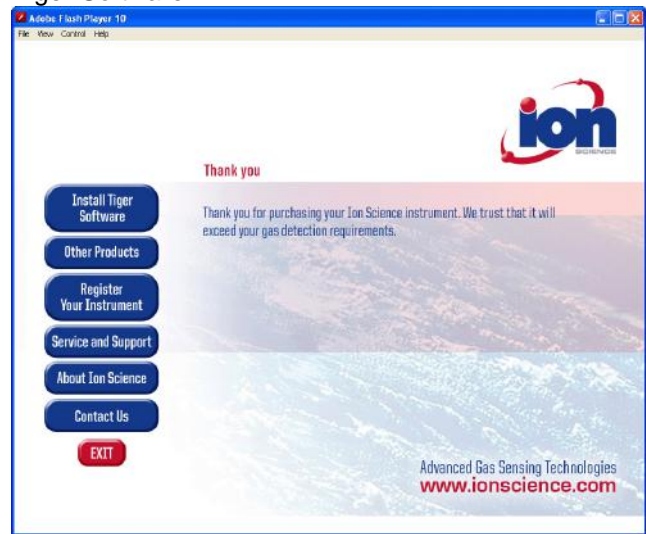 Adobe Flash Player 10
File View Control Help
ion
SCIENCE
Thank you
Thank you for purchasing your Ion Science instrument. We trust that it will
exceed your gas detection requirements.
Install Tiger
Software
Other Products
Register
Your Instrument
Service and Support
About Ion Science
Contact Us
EXIT
Advanced Gas Sensing Technologies
www.ionscience.com